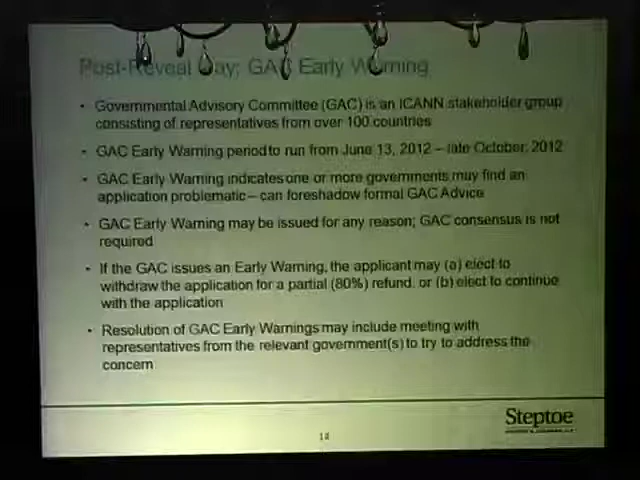 Post-Reveal Day; GAC Early Warning
• Governmental Advisory Committee (GAC) is an ICANN stakeholder group
consisting of representatives from over 100 countries
• GAC Early Warning period to run from June 13, 2012 – late October, 2012
• GAC Early Warning indicates one or more governments may find an
application problematic – can foreshadow formal GAC Advice
• GAC Early Warning may be issued for any reason; GAC consensus is not
required
• If the GAC issues an Early Warning, the applicant may (a) elect to
withdraw the application for a partial (80%) refund, or (b) elect to continue
with the application
• Resolution of GAC Early Warnings may include meeting with
representatives from the relevant government(s) to try to address the
concern
Steptoe